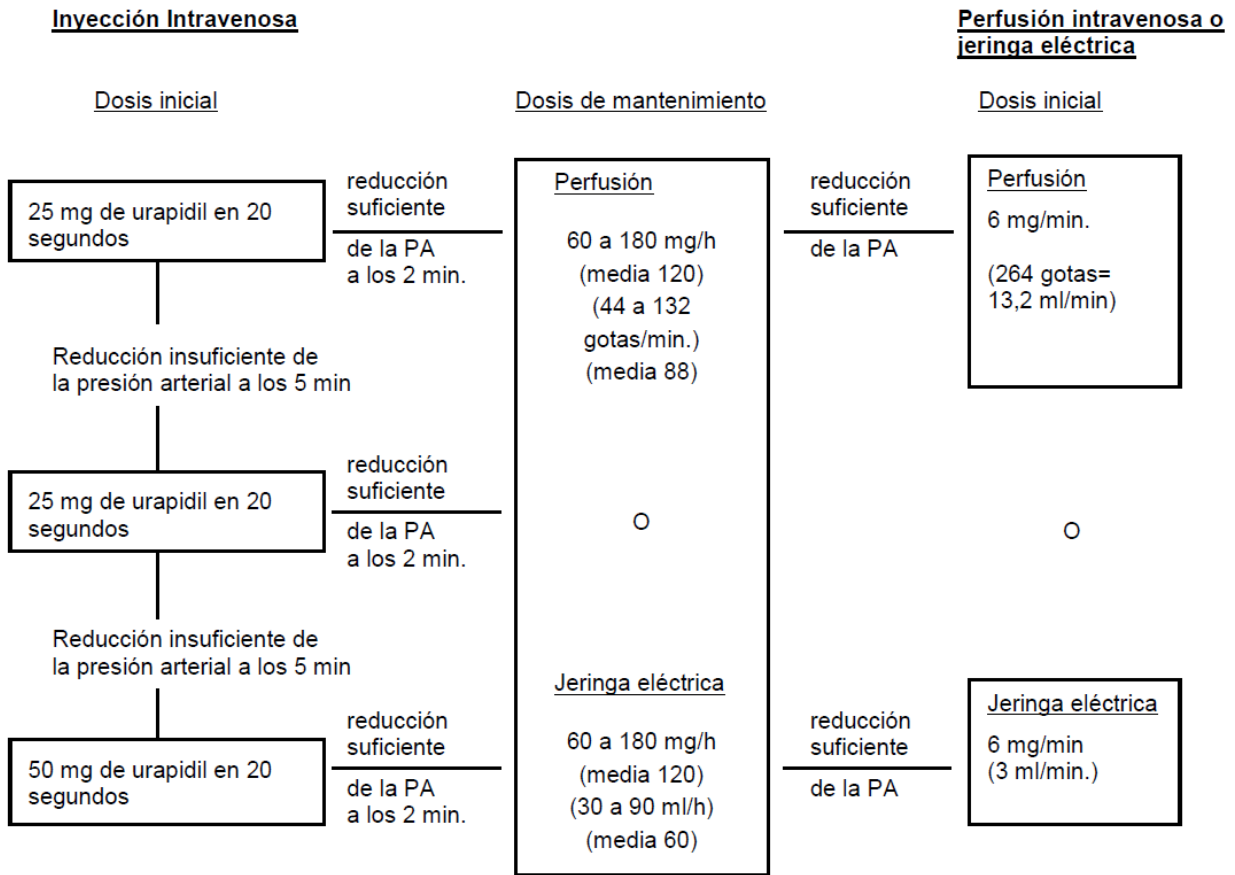 Inyección Intravenosa
Perfusión intravenosa o
jeringa eléctrica
Dosis inicial
Dosis de mantenimiento
Dosis inicial
25 mg de urapidil en 20
segundos
reducción
suficiente
de la PA
a los 2 min.
Perfusión
60 a 180 mg/h
(media 120)
(44 a 132
gotas/min.)
(media 88)
reducción
suficiente
de la PA
Perfusión
6 mg/min.
(264 gotas=
13,2 ml/min)
Reducción insuficiente de
la presión arterial a los 5 min
25 mg de urapidil en 20
segundos
reducción
suficiente
de la PA
a los 2 min.
O
O
Reducción insuficiente de
la presión arterial a los 5 min
50 mg de urapidil en 20
segundos
reducción
suficiente
de la PA
a los 2 min.
Jeringa eléctrica
60 a 180 mg/h
(media 120)
(30 a 90 ml/h)
(media 60)
reducción
suficiente
de la PA
Jeringa eléctrica
6 mg/min
(3 ml/min.)